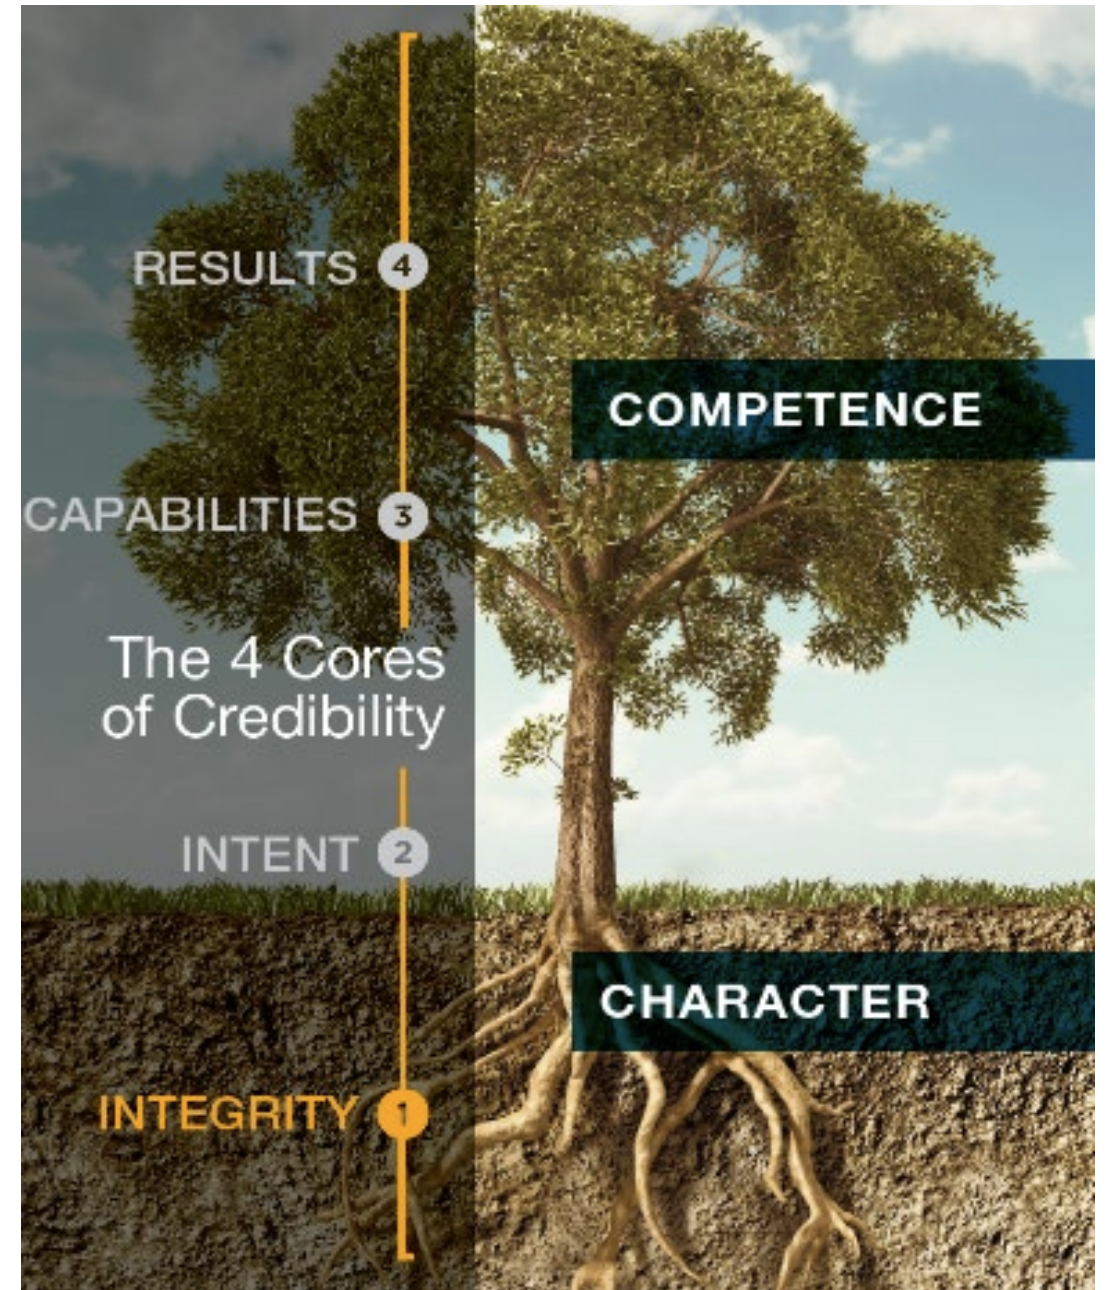 RESULTS 4
COMPETENCE
CAPABILITIES 3
The 4 Cores
of Credibility
INTENT 2
CHARACTER
INTEGRITY 1